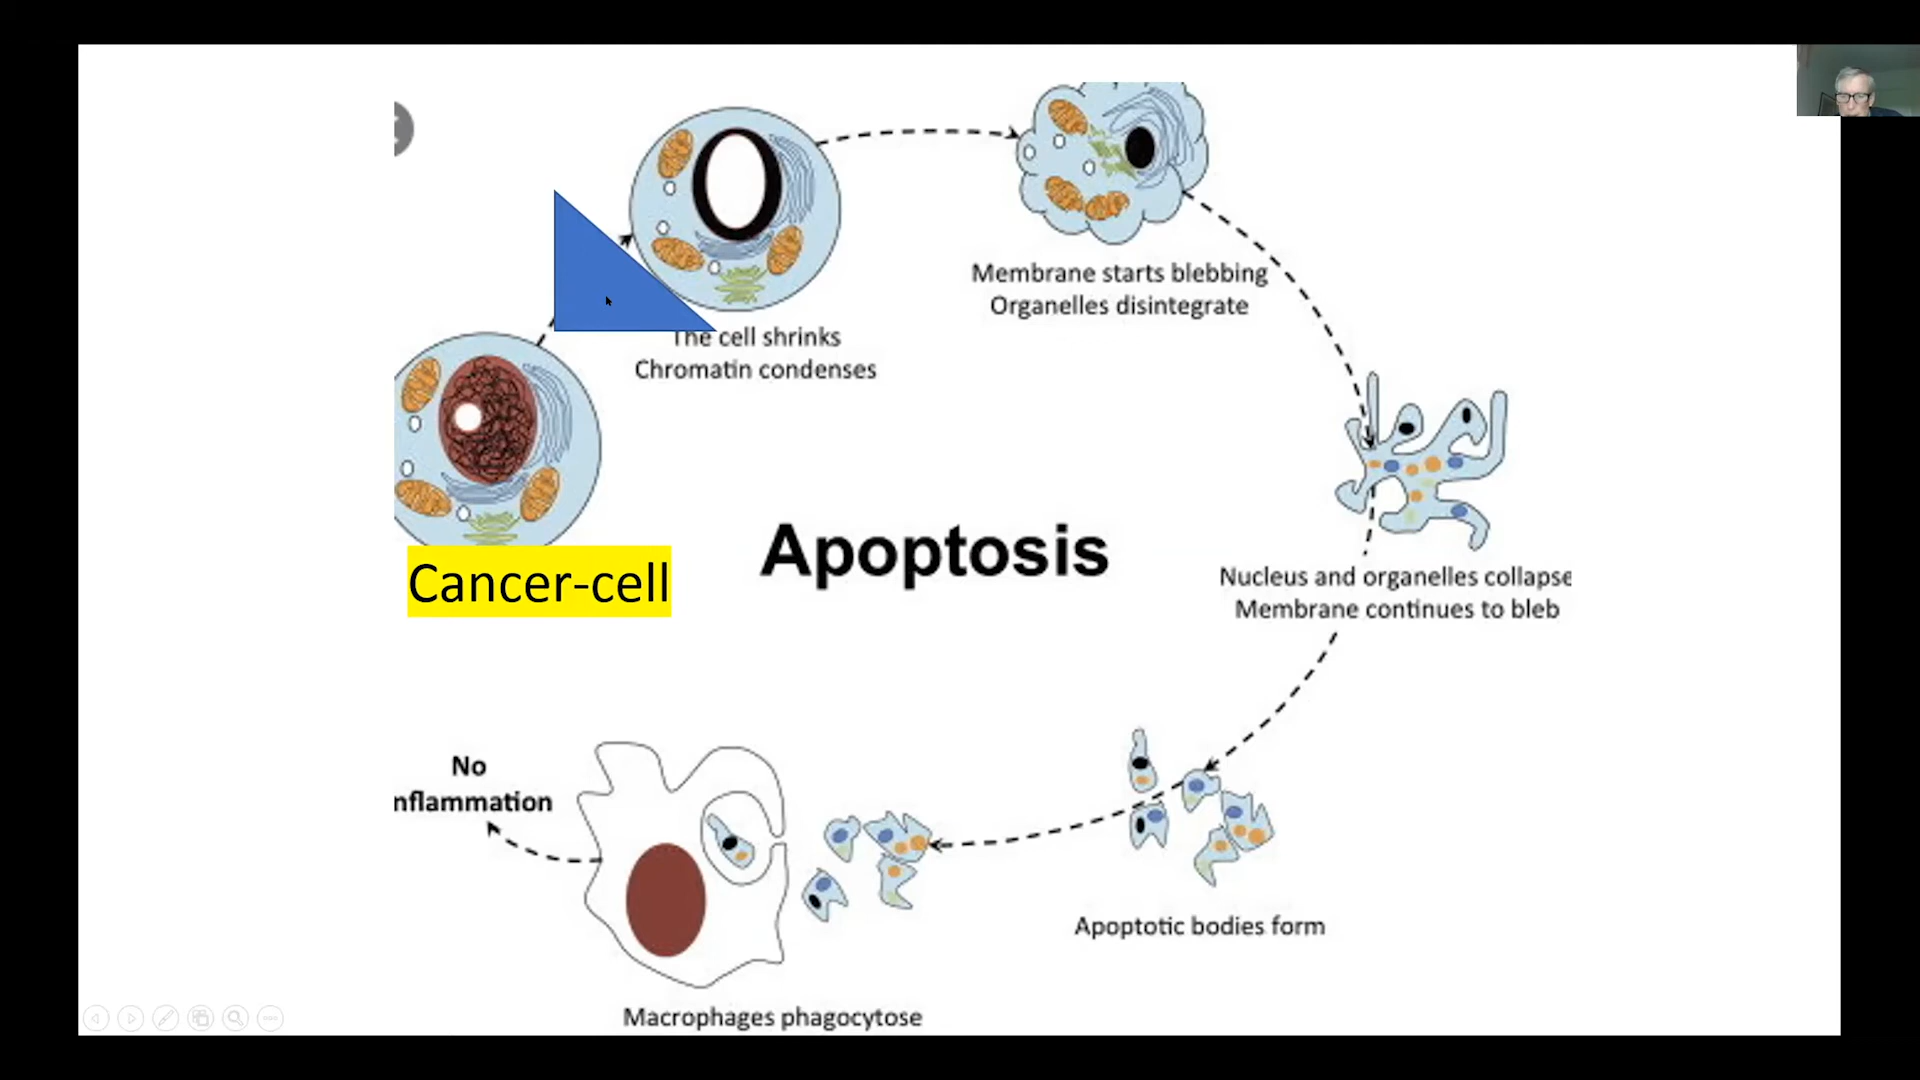 The cell shrinks
Chromatin condenses
Membrane starts blebbing
Organelles disintegrate
Cancer-cell
Apoptosis
Nucleus and organelles collapse
Membrane continues to bleb
Apoptotic bodies form
Macrophages phagocytose
No
nflammation